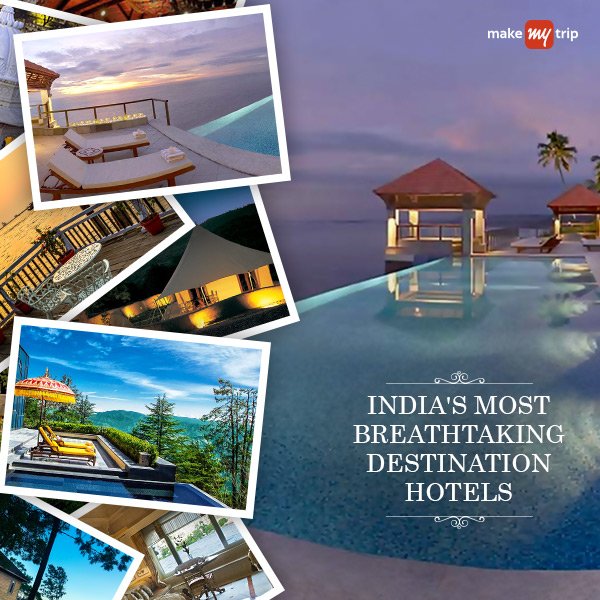 make my trip
INDIA'S MOST
BREATHTAKING
DESTINATION
HOTELS